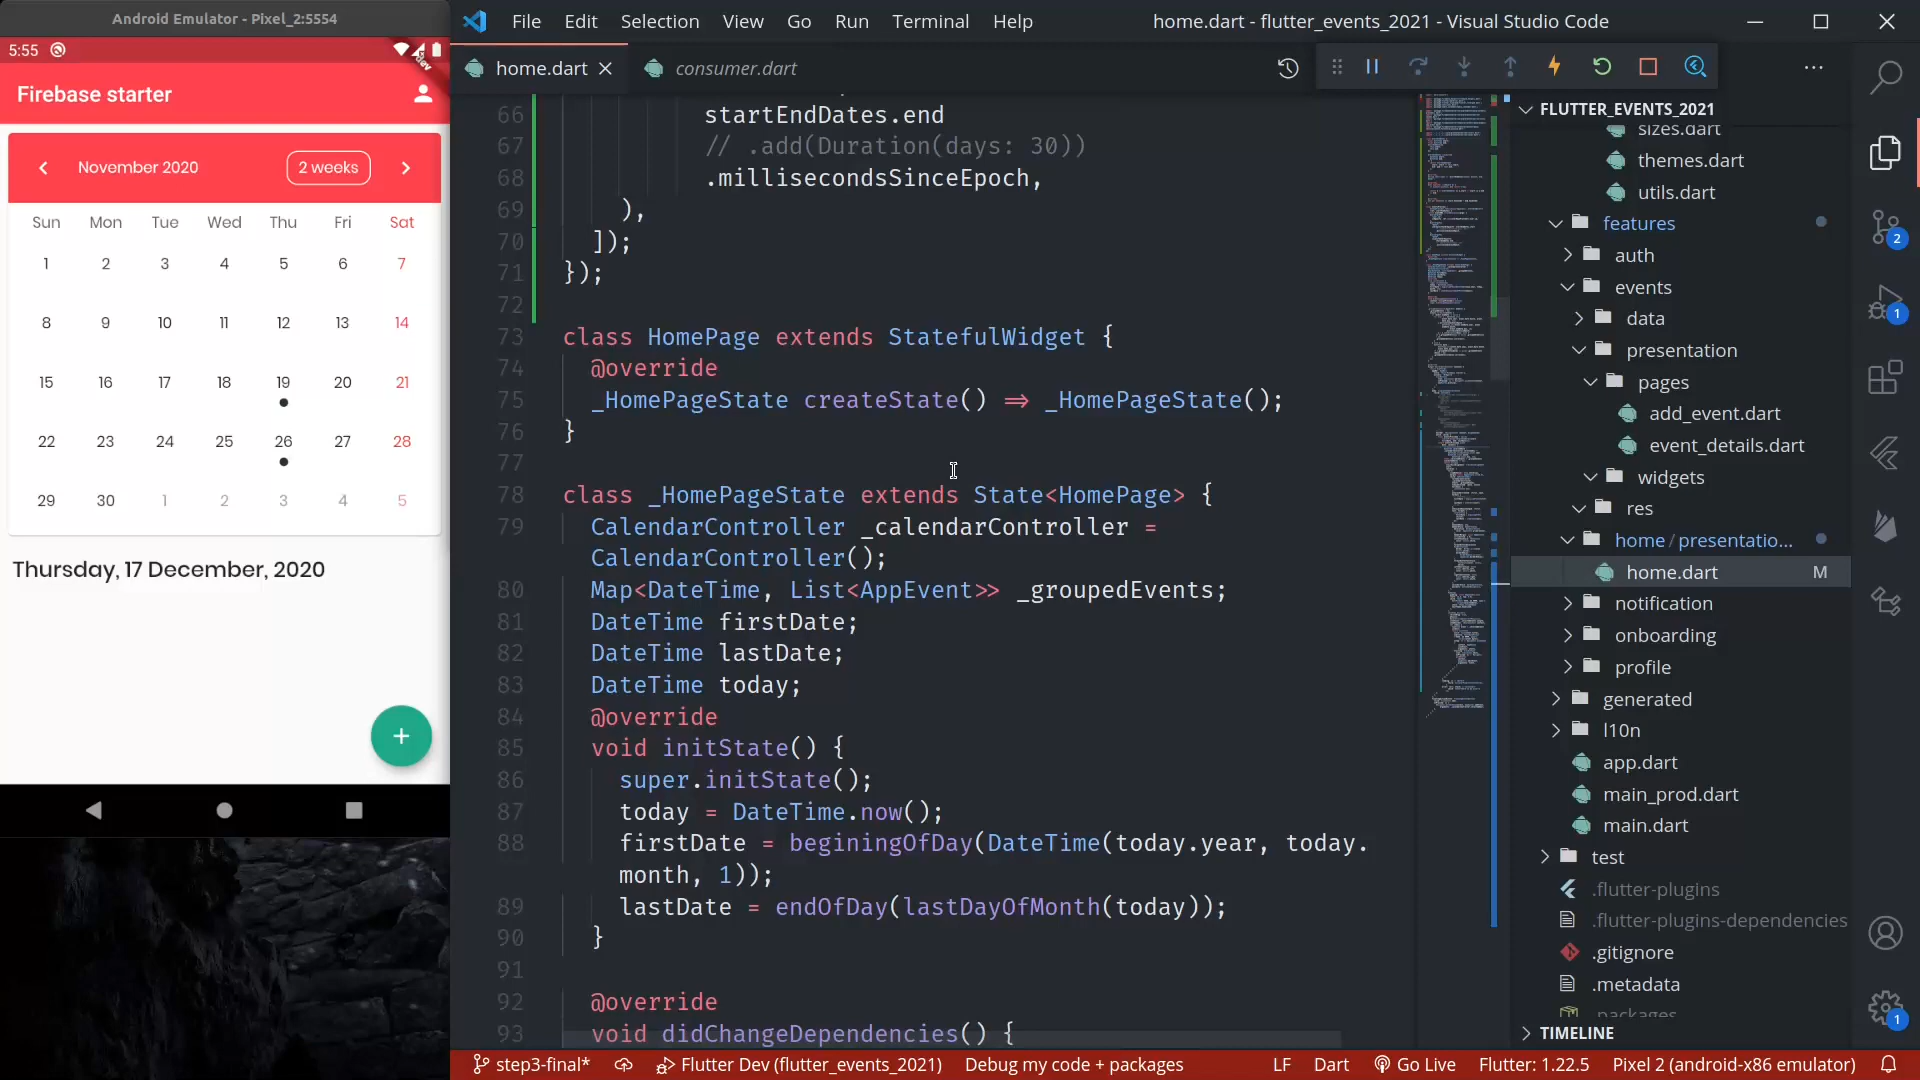 Android Emulator - Pixel_2:5554
5:55
Firebase starter
November 2020
2 weeks
Sun Mon Tue Wed Thu Fri Sat
1 2 3 4 5 6 7
8 9 10 11 12 13 14
15 16 17 18 19 20 21
22 23 24 25 26 27 28
29 30 1 2 3 4 5
Thursday, 17 December, 2020
+
File Edit Selection View Go Run Terminal Help
home.dart - flutter_events_2021 - Visual Studio Code
home.dart
consumer.dart
66 startEndDates.end
67 // .add(Duration(days: 30))
68 .millisecondsSinceEpoch,
69 ),
70 ]);
71 });
72
73 class HomePage extends StatefulWidget {
74 @override
75 _HomePageState createState() => _HomePageState();
76 }
77
78 class _HomePageState extends State<HomePage> {
79 CalendarController _calendarController =
CalendarController();
80 Map<DateTime, List<AppEvent>> _groupedEvents;
81 DateTime firstDate;
82 DateTime lastDate;
83 DateTime today;
84 @override
85 void initState() {
86 super.initState();
87 today = DateTime.now();
88 firstDate = beginingOfDay(DateTime(today.year, today.
month, 1));
89 lastDate = endOfDay(lastDayOfMonth(today));
90 }
91
92 @override
93 void didChangeDependencies() {
FLUTTER_EVENTS_2021
sizes.dart
themes.dart
utils.dart
features
auth
events
data
presentation
pages
add_event.dart
event_details.dart
widgets
res
home/presentatio...
home.dart M
notification
onboarding
profile
generated
l10n
app.dart
main_prod.dart
main.dart
test
.flutter-plugins
.flutter-plugins-dependencies
.gitignore
.metadata
.packages
TIMELINE
2
1
1
step3-final*
Flutter Dev (flutter_events_2021)
Debug my code + packages
LF
Dart
Go Live
Flutter: 1.22.5
Pixel 2 (android-x86 emulator)